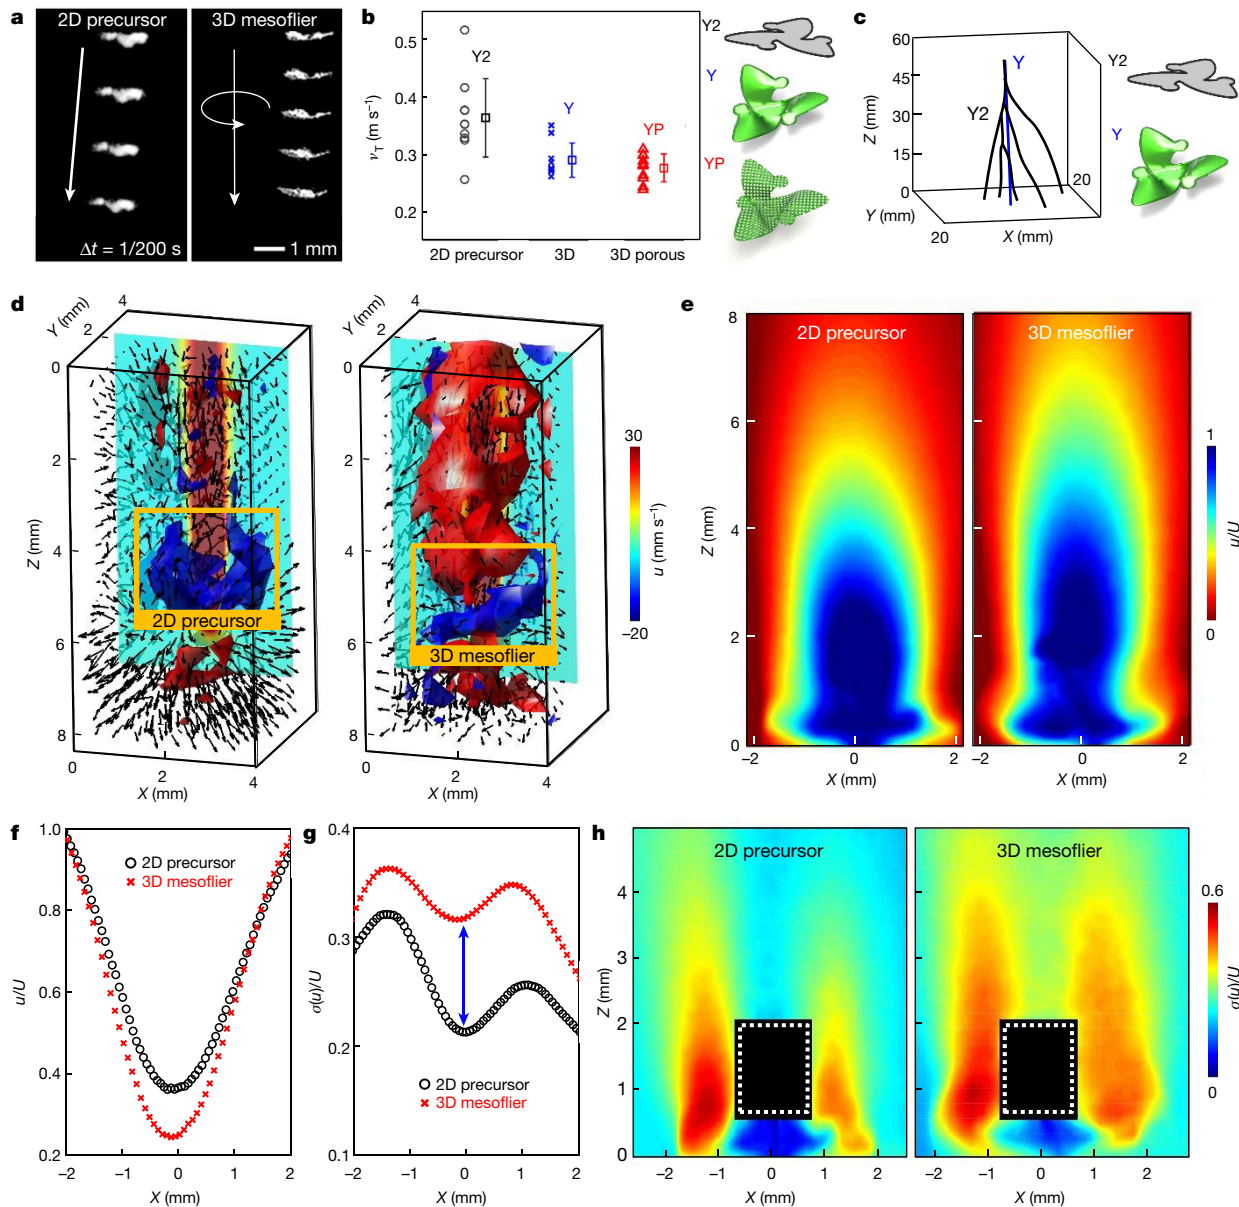 a
2D precursor
3D mesoflier
Δt = 1/200 s
1 mm
b
0.5
0.4
0.3
0.2
νT (m s⁻¹)
Y2
Y
YP
2D precursor
3D
3D porous
Y2
Y
YP
c
60
45
30
15
0
Z (mm)
Y
Y2
20
Y (mm)
20
X (mm)
Y2
Y
d
4
2
Y (mm)
0
2
4
6
8
Z (mm)
2D precursor
0
2
4
X (mm)
4
2
Y (mm)
0
2
4
6
8
3D mesoflier
0
2
4
X (mm)
30
u (mm s⁻¹)
–20
e
8
6
4
2
0
Z (mm)
2D precursor
3D mesoflier
–2
0
2
X (mm)
–2
0
2
X (mm)
1
u/U
0
f
1.0
0.8
0.6
0.4
0.2
u/U
2D precursor
3D mesoflier
–2
–1
0
1
2
X (mm)
g
0.4
0.3
0.2
0.1
σ(u)/U
2D precursor
3D mesoflier
–2
–1
0
1
2
X (mm)
h
2D precursor
3D mesoflier
4
3
2
1
0
Z (mm)
–2
–1
0
1
2
X (mm)
–2
–1
0
1
2
X (mm)
0.6
σ(u)/U
0